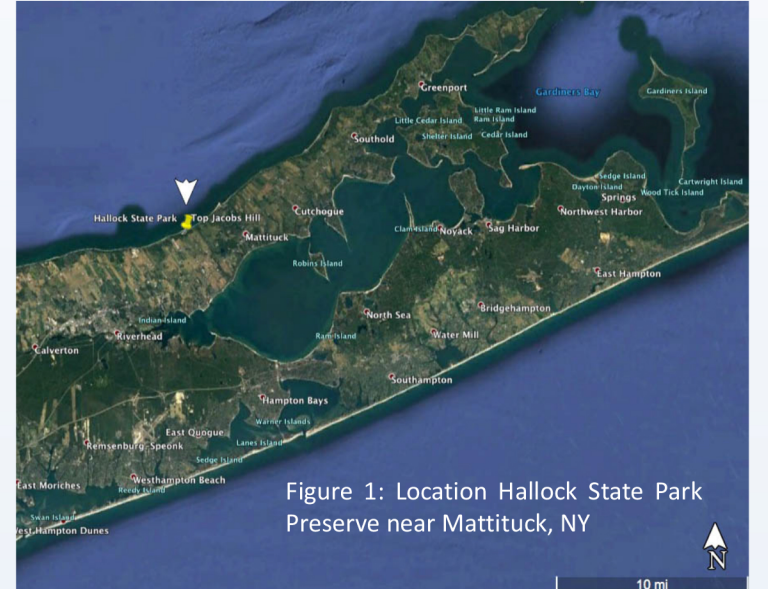 Greenport
Gardiners Bay
Gardiners Island
Little Ram Island
Ram Island
Little Cedar Island
Shelter Island
Cedar Island
Southold
Sedge Island
Dayton Island
Cartwright Island
Wood Tick Island
Springs
Hallock State Park
Top Jacobs Hill
Cutchogue
Northwest Harbor
Mattituck
Clam Island
Noyack
Sag Harbor
Robins Island
East Hampton
Indian Island
North Sea
Bridgehampton
Riverhead
Ram Island
Water Mill
Calverton
Southampton
Hampton Bays
Warner Islands
East Quogue
Lanes Island
Remsenburg-Speonk
Sedge Island
Westhampton Beach
East Moriches
Reedy Island
Swan Island
West Hampton Dunes
Figure 1: Location Hallock State Park
Preserve near Mattituck, NY
N
10 mi